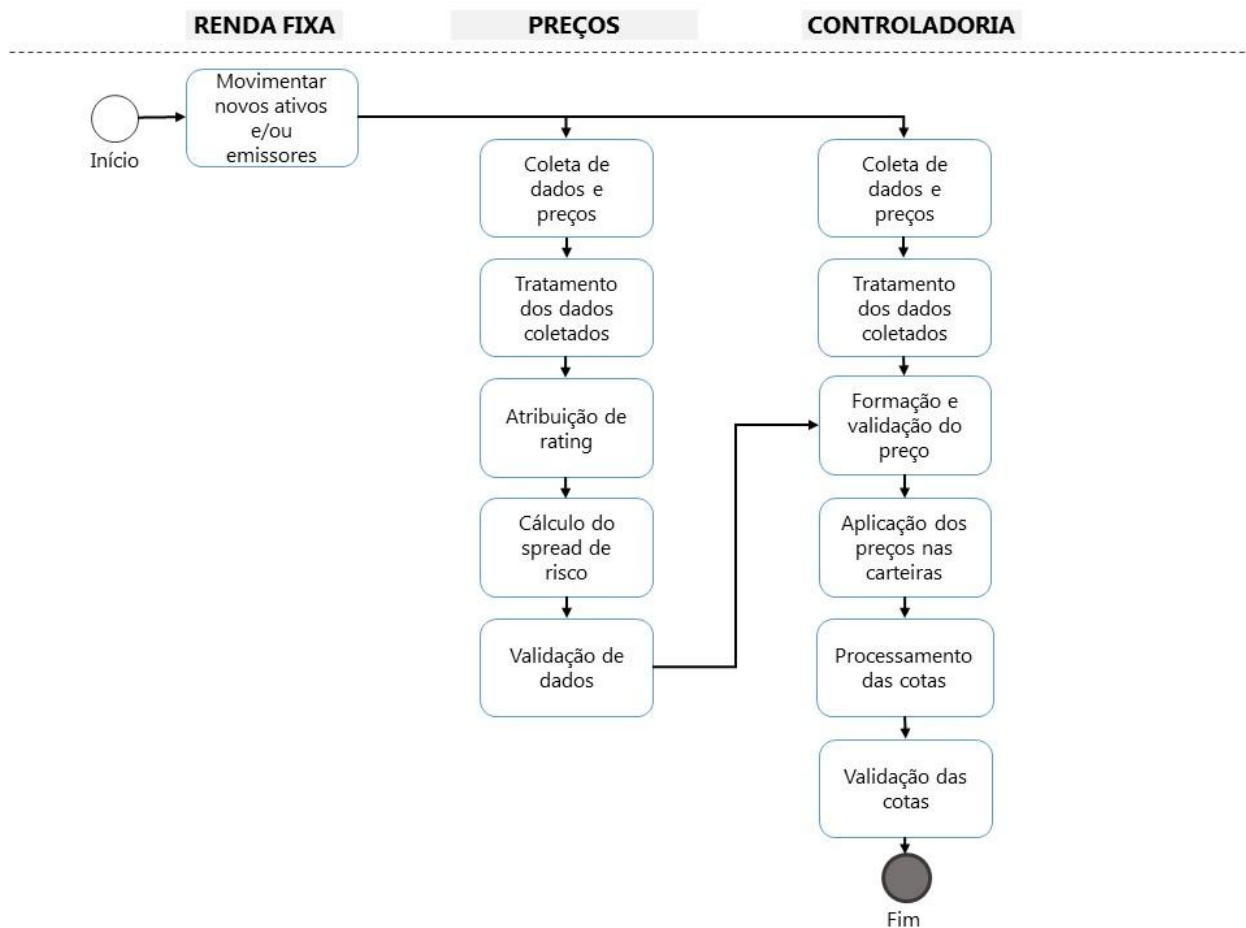 RENDA FIXA
PREÇOS
CONTROLADORIA
Início
Movimentar
novos ativos
e/ou
emissores
Coleta de
dados e
preços
Tratamento
dos dados
coletados
Atribuição de
rating
Cálculo do
spread de
risco
Validação de
dados
Coleta de
dados e
preços
Tratamento
dos dados
coletados
Formação e
validação do
preço
Aplicação dos
preços nas
carteiras
Processamento
das cotas
Validação das
cotas
Fim